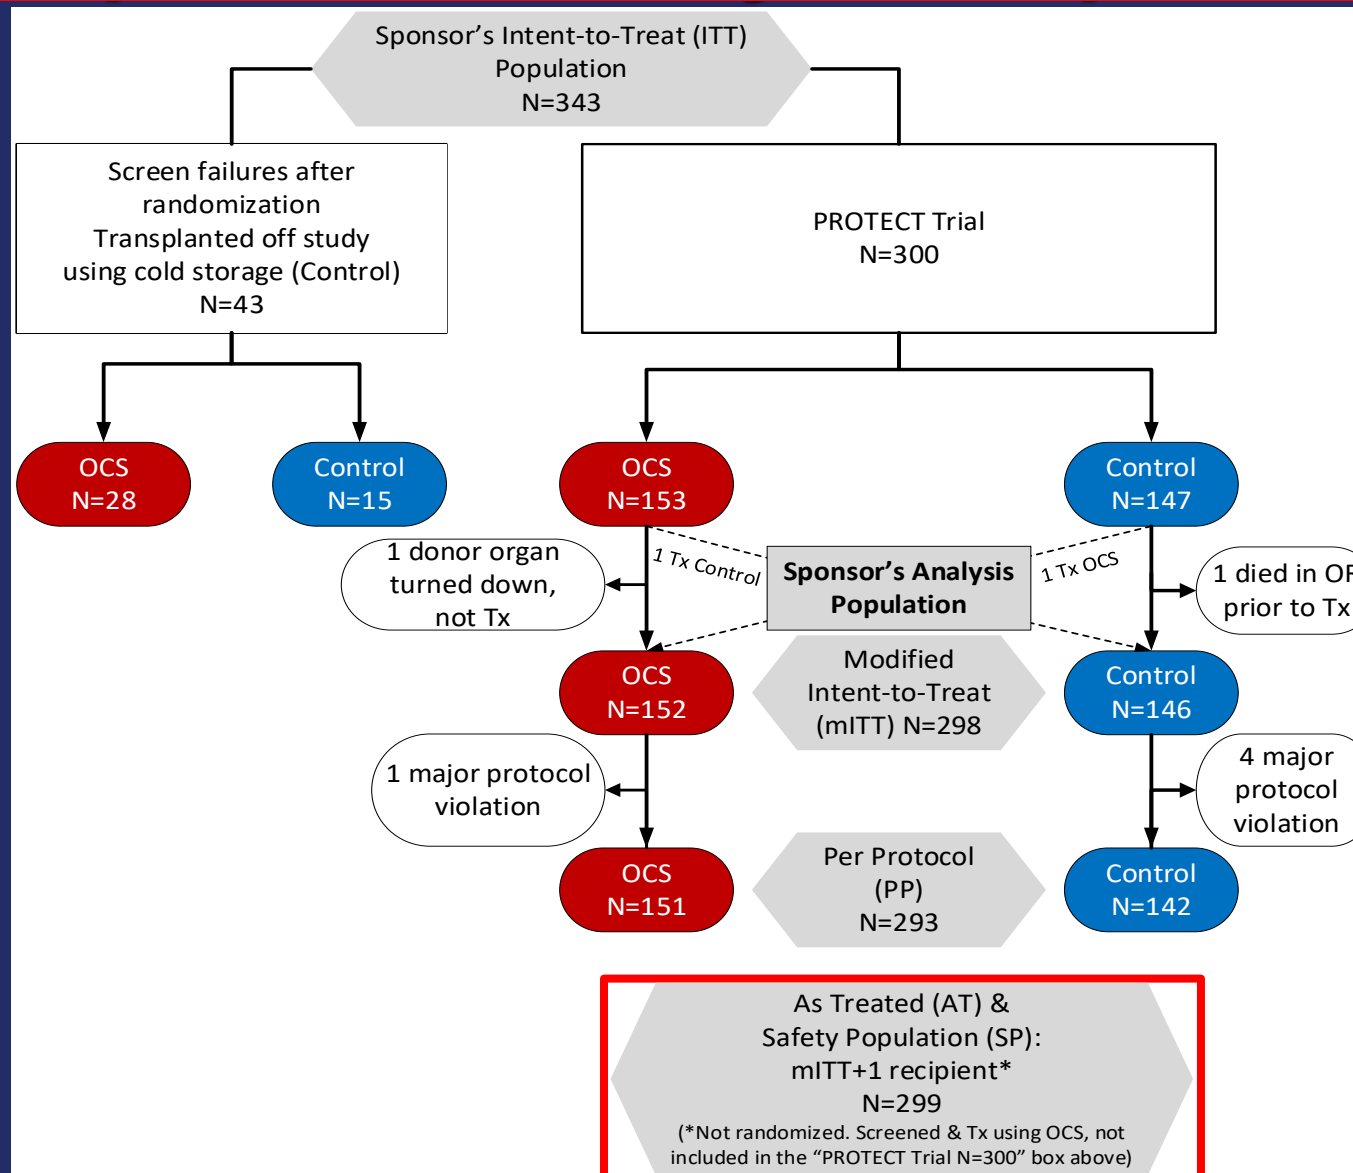 Sponsor's Intent-to-Treat (ITT)
Population
N=343
Screen failures after
randomization
Transplanted off study
using cold storage (Control)
N=43
PROTECT Trial
N=300
OCS
N=28
Control
N=15
OCS
N=153
Control
N=147
1 donor organ
turned down,
not Tx
1 Tx Control
Sponsor's Analysis
Population
1 Tx OCS
1 died in OR
prior to Tx
OCS
N=152
Modified
Intent-to-Treat
(mITT) N=298
Control
N=146
1 major protocol
violation
4 major
protocol
violation
OCS
N=151
Per Protocol
(PP)
N=293
Control
N=142
As Treated (AT) &
Safety Population (SP):
mITT+1 recipient*
N=299
(*Not randomized. Screened & Tx using OCS, not
included in the “PROTECT Trial N=300” box above)